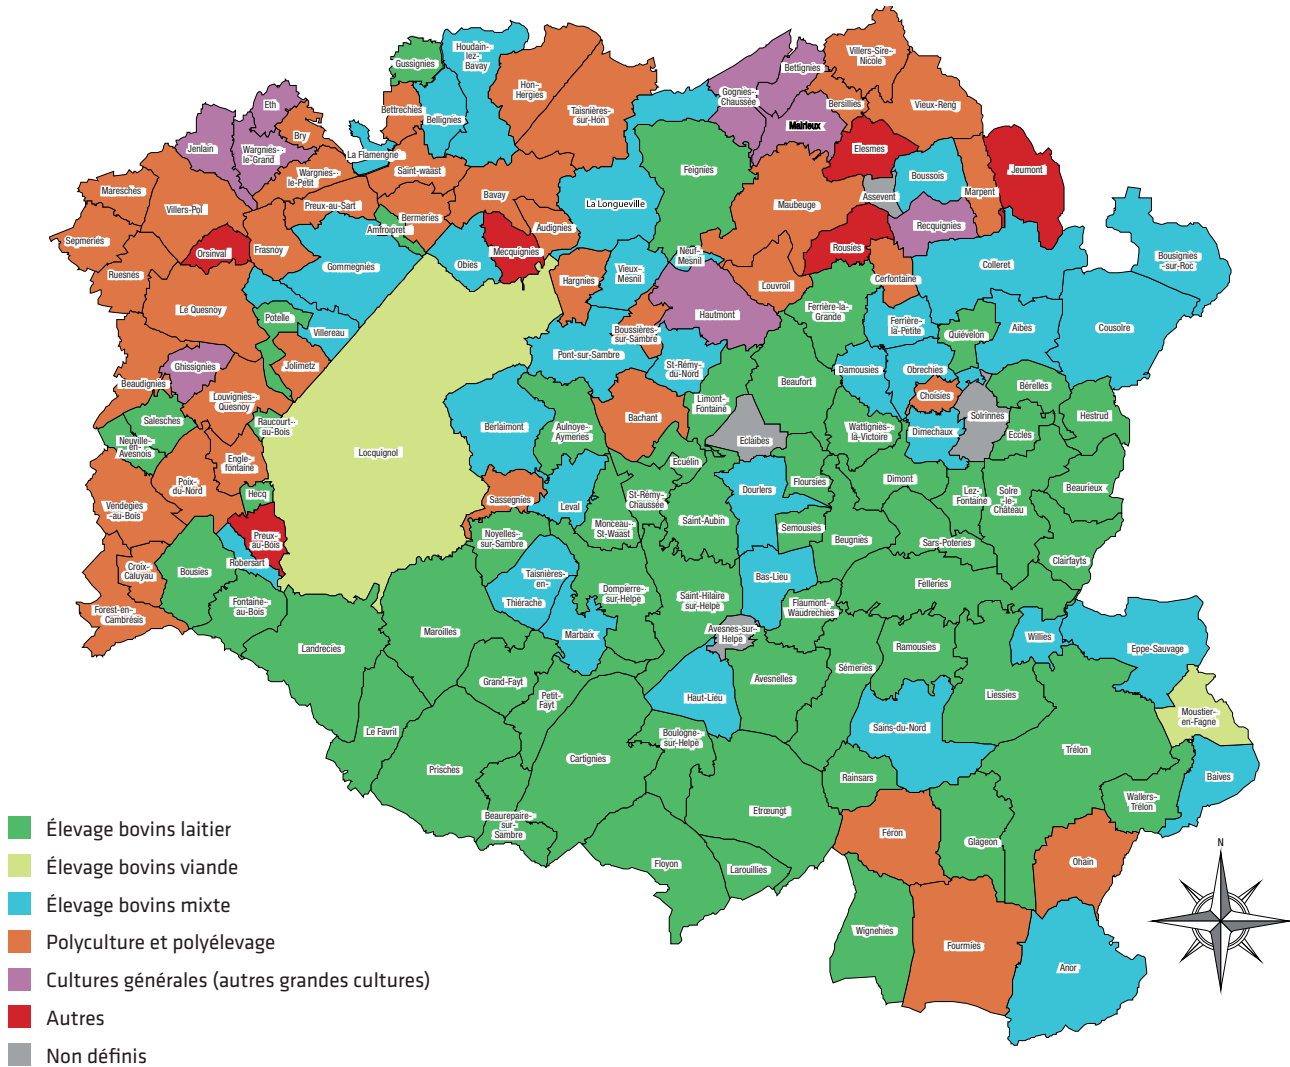 Houdain-
lez-
Bavay
Gussignies
Villers-Sire-
Nicole
Bettignies
Hon-
Hergies
Gognies-
Chaussée
Eth
Bettrechies
Bellignies
Taisnières-
sur-Hon
Bersillies
Vieux-Reng
Mairieux
Bry
Jenlain
Wargnies-
le-Grand
La Flamengrie
Elesmes
Saint-waast
Feignies
Jeumont
Wargnies-
le-Petit
Boussois
Maresches
Bavay
Assevent
Marpent
Villers-Pol
Preux-au-Sart
La Longueville
Maubeuge
Bermeries
Amfroipret
Audignies
Recquignies
Sepmeries
Orsinval
Frasnoy
Mecquignies
Rousies
Neuf-
Mesnil
Bousignies
-sur-Roc
Gommegnies
Obies
Colleret
Ruesnes
Vieux-
Mesnil
Hargnies
Louvroil
Cerfontaine
Le Quesnoy
Potelle
Hautmont
Ferrière-la-
Grande
Villereau
Boussières-
sur-Sambre
Ferrière-
la-Petite
Quiévelon
Aibes
Cousolre
Pont-sur-Sambre
Ghissignies
Jolimetz
St-Rémy-
du-Nord
Damousies
Obrechies
Beaudignies
Beaufort
Bérelles
Louvignies-
Quesnoy
Limont-
Fontaine
Choisies
Salesches
Raucourt-
au-Bois
Bachant
Solrinnes
Hestrud
Neuville-
en-
Avesnois
Berlaimont
Aulnoye-
Aymeries
Wattignies-
la-Victoire
Dimechaux
Eccles
Eclaibes
Locquignol
Engle-
fontaine
Ecuélin
Poix-
du-Nord
Floursies
Dimont
Beaurieux
Hecq
Dourlers
Lez-
Fontaine
Solre
-le-
Château
Sassegnies
Leval
St-Rémy-
Chaussée
Vendegies
-au-Bois
Saint-Aubin
Semousies
Monceau-
St-Waast
Preux-
au-Bois
Noyelles-
sur-Sambre
Beugnies
Sars-Poteries
Clairfayts
Robersart
Croix-
Caluyau
Bousies
Taisnières-
en-
Thiérache
Bas-Lieu
Felleries
Dompierre-
sur-Helpe
Saint-Hilaire
sur-Helpe
Fontaine-
au-Bois
Flaumont-
Waudrechies
Forest-en-
Cambrésis
Maroilles
Marbaix
Avesnes-sur-
Helpe
Willies
Landrecies
Ramousies
Eppe-Sauvage
Sémeries
Grand-Fayt
Avesnelles
Petit-
Fayt
Haut-Lieu
Liessies
Moustier-
en-Fagne
Le Favril
Sains-du-Nord
Boulogne-
sur-Helpe
Trélon
Cartignies
Prisches
Rainsars
Baives
Wallers-
Trélon
Etrœungt
Beaurepaire-
sur-
Sambre
Féron
Glageon
Floyon
Larouillies
Ohain
Wignehies
Fourmies
Anor
N
Élevage bovins laitier
Élevage bovins viande
Élevage bovins mixte
Polyculture et polyélevage
Cultures générales (autres grandes cultures)
Autres
Non définis